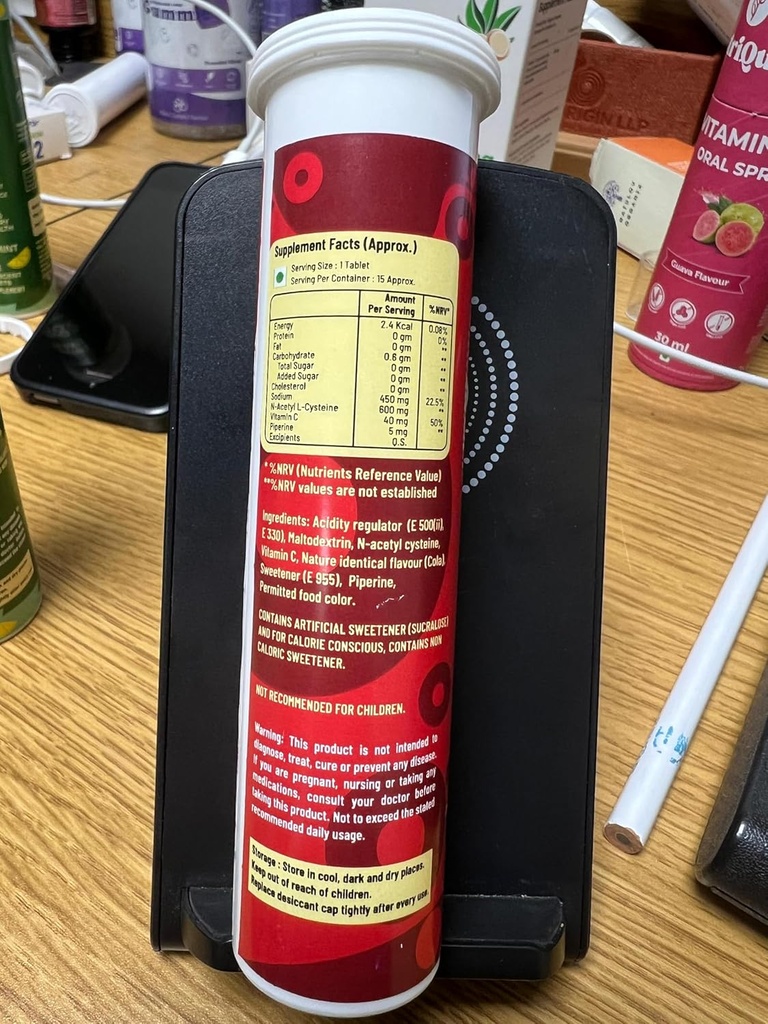 Supplement Facts (Approx.)
Serving Size : 1 Tablet
Serving Per Container : 15 Approx.
Amount Per Serving %NRV*
Energy 2.4 Kcal 0.08%
Protein 0 gm 0%
Fat 0 gm **
Carbohydrate 0.6 gm **
Total Sugar 0 gm **
Added Sugar 0 gm **
Cholesterol 0 gm **
Sodium 450 mg 22.5%
N-Acetyl L-Cysteine 600 mg **
Vitamin C 40 mg 50%
Piperine 5 mg **
Excipients Q.S.
* %NRV (Nutrients Reference Value)
**%NRV values are not established
Ingredients: Acidity regulator (E 500(ii),
E 330), Maltodextrin, N-acetyl cysteine,
Vitamin C, Nature identical flavour (Cola),
Sweetener (E 955), Piperine,
Permitted food color.
CONTAINS ARTIFICIAL SWEETENER (SUCRALOSE)
AND FOR CALORIE CONSCIOUS, CONTAINS NON
CALORIC SWEETENER.
NOT RECOMMENDED FOR CHILDREN.
Warning: This product is not intended to
diagnose, treat, cure or prevent any disease.
If you are pregnant, nursing or taking any
medications, consult your doctor before
taking this product. Not to exceed the stated
recommended daily usage.
Storage : Store in cool, dark and dry places.
Keep out of reach of children.
Replace desiccant cap tightly after every use.
RIGIN LLP
VITAMIN
ORAL SPR
Guava Flavour
30 ml